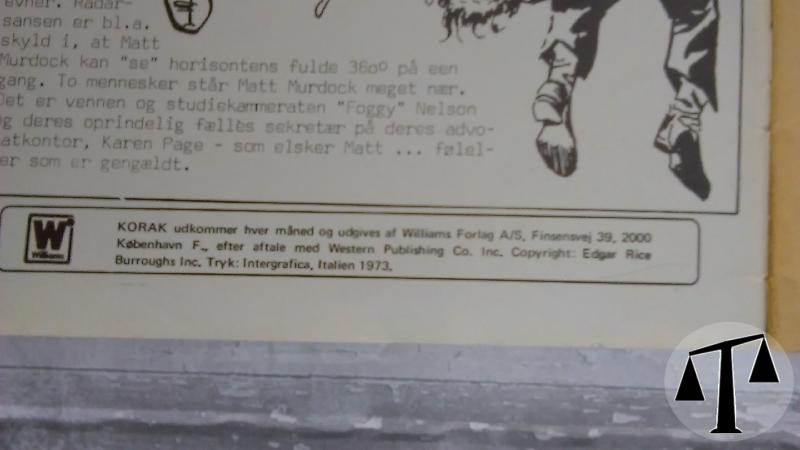 evner. Radar-
sansen er bl.a.
skyld i, at Matt
Murdock kan "se" horisontens fulde 360º på een
gang. To mennesker står Matt Murdock meget nær.
Det er vennen og studiekammeraten "Foggy" Nelson
og deres oprindelig fælles sekretær på deres advo-
katkontor, Karen Page - som elsker Matt ... følel-
er som er gengældt.
W
Williams
KORAK udkommer hver måned og udgives af Williams Forlag A/S, Finsensvej 39, 2000
København F., efter aftale med Western Publishing Co. Inc. Copyright: Edgar Rice
Burroughs Inc. Tryk: Intergrafica, Italien 1973.